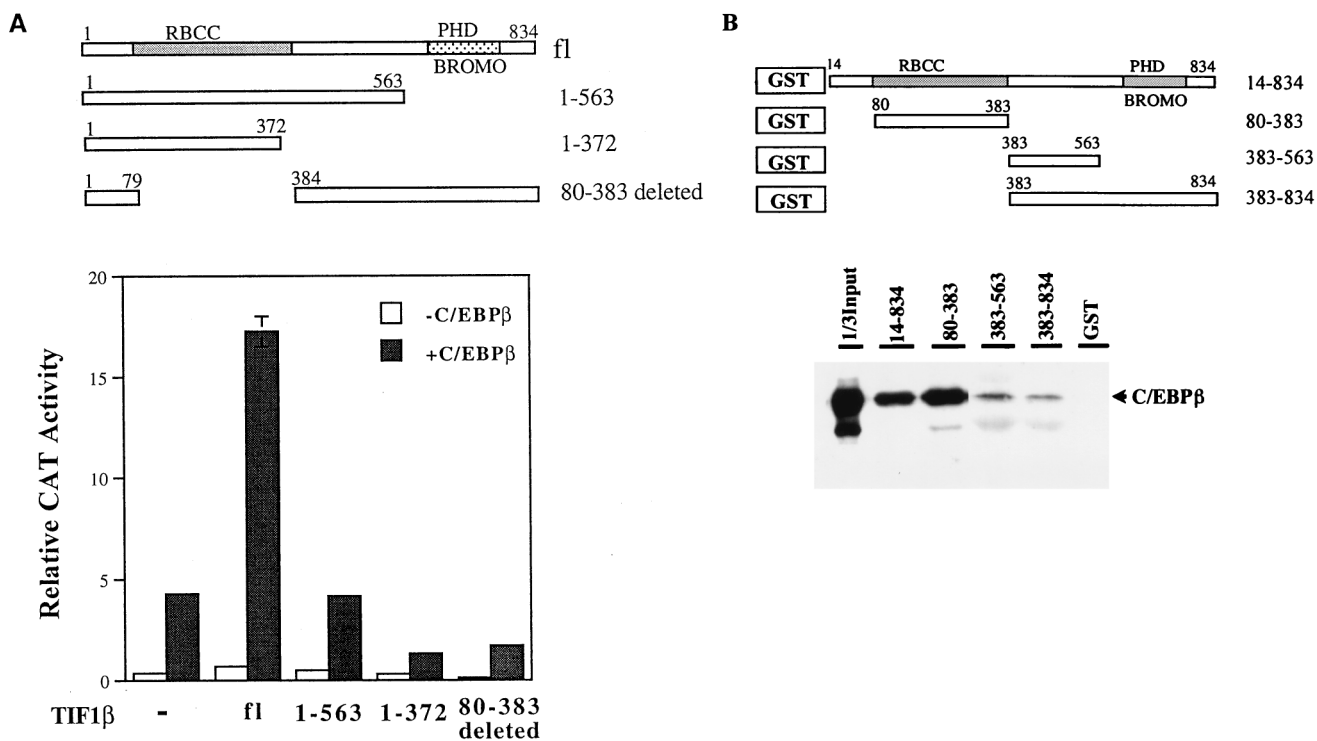 A
1 RBCC PHD 834 fl
BROMO
1 563 1-563
1 372 1-372
1 79 384 80-383 deleted
20
15
10
5
0
Relative CAT Activity
-C/EBPβ
+C/EBPβ
TIF1β - fl 1-563 1-372 80-383
deleted
B
GST 14 RBCC PHD 834 14-834
BROMO
GST 80 383 80-383
GST 383 563 383-563
GST 383 834 383-834
1/3Input 14-834 80-383 383-563 383-834 GST
C/EBPβ